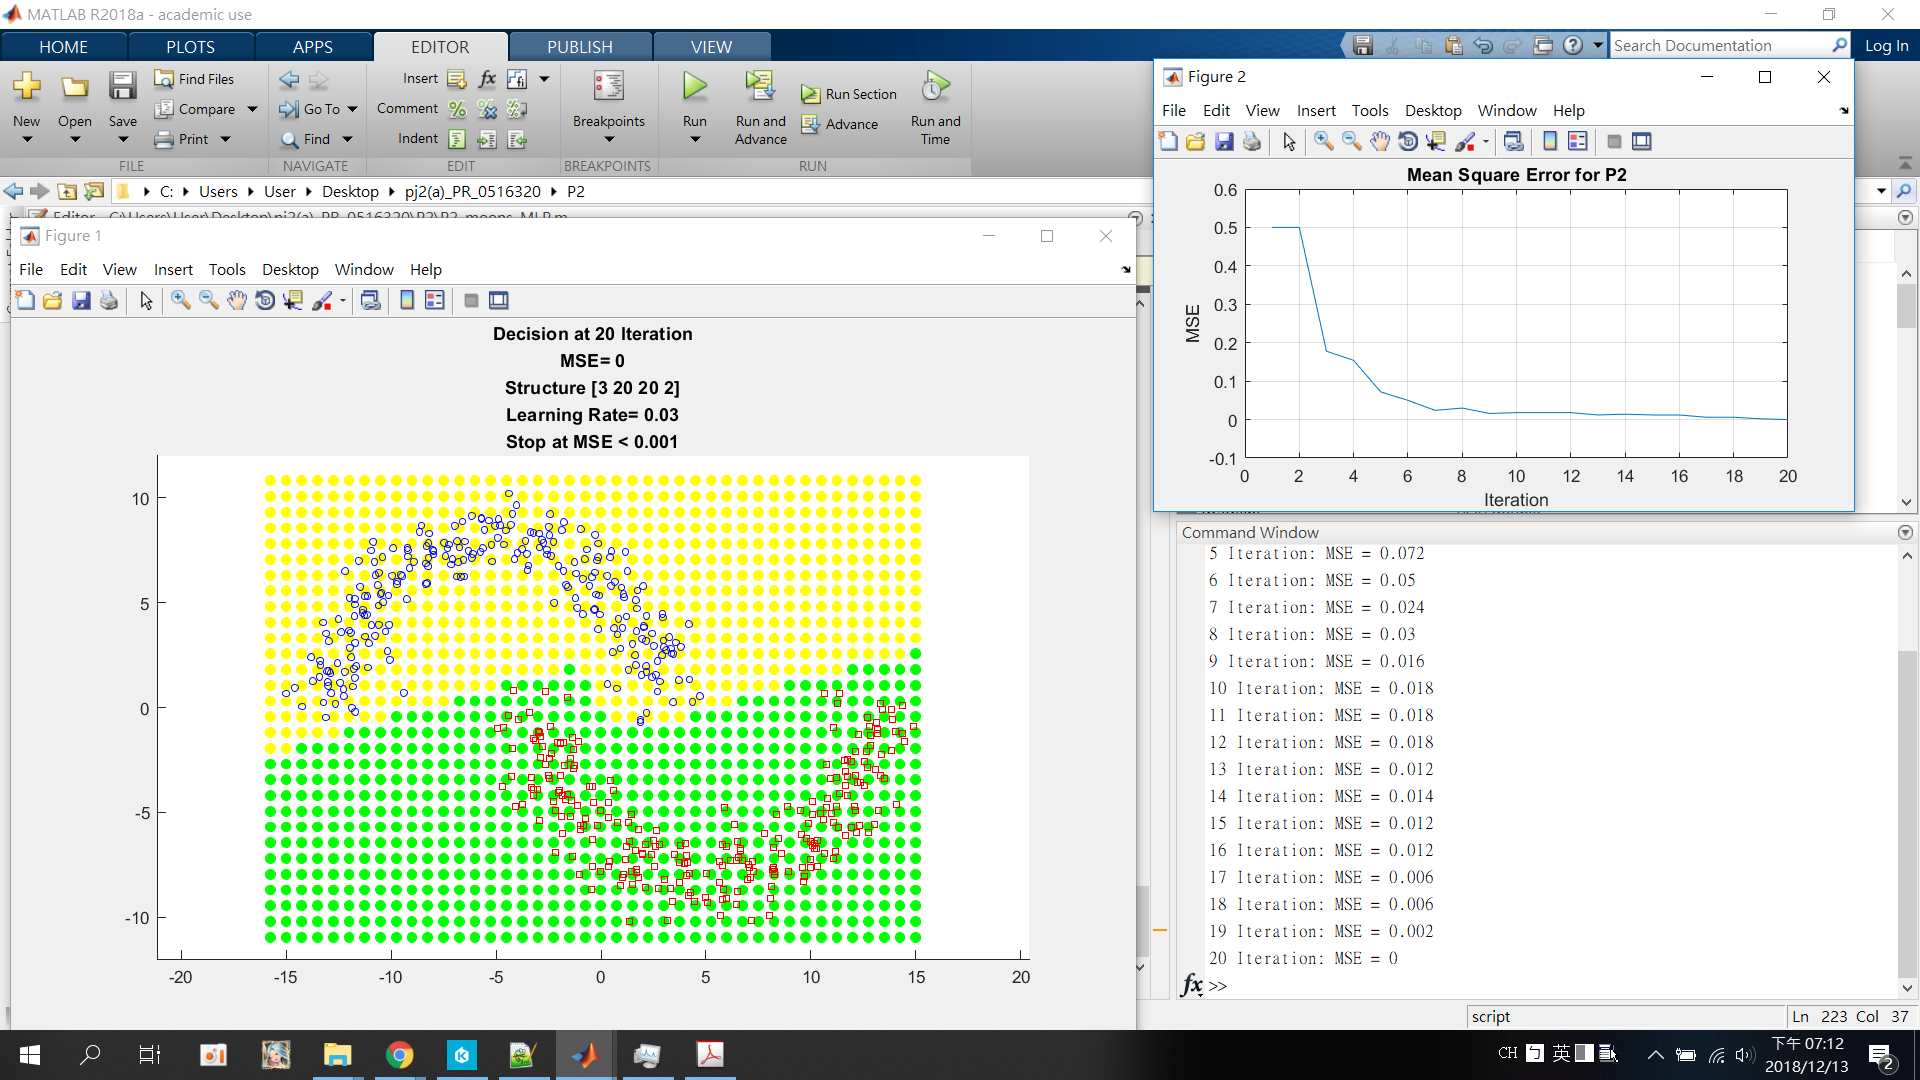 MATLAB R2018a - academic use
HOME PLOTS APPS EDITOR PUBLISH VIEW
Search Documentation
Log In
New
Open
Save
Find Files
Compare
Print
FILE
Go To
Find
NAVIGATE
Insert
fx
Comment
Indent
EDIT
Breakpoints
BREAKPOINTS
Run
Run and
Advance
Run Section
Advance
Run and
Time
RUN
C: Users User Desktop pj2(a)_PR_0516320 P2
Editor - C:\Users\User\Desktop\pj2(a)_PR_0516320\P2\P2_moons_MLP.m
Figure 1
File Edit View Insert Tools Desktop Window Help
Decision at 20 Iteration
MSE= 0
Structure [3 20 20 2]
Learning Rate= 0.03
Stop at MSE < 0.001
10
5
0
-5
-10
-20 -15 -10 -5 0 5 10 15 20
Figure 2
File Edit View Insert Tools Desktop Window Help
Mean Square Error for P2
MSE
0.6
0.5
0.4
0.3
0.2
0.1
0
-0.1
0 2 4 6 8 10 12 14 16 18 20
Iteration
Command Window
5 Iteration: MSE = 0.072
6 Iteration: MSE = 0.05
7 Iteration: MSE = 0.024
8 Iteration: MSE = 0.03
9 Iteration: MSE = 0.016
10 Iteration: MSE = 0.018
11 Iteration: MSE = 0.018
12 Iteration: MSE = 0.018
13 Iteration: MSE = 0.012
14 Iteration: MSE = 0.014
15 Iteration: MSE = 0.012
16 Iteration: MSE = 0.012
17 Iteration: MSE = 0.006
18 Iteration: MSE = 0.006
19 Iteration: MSE = 0.002
20 Iteration: MSE = 0
fx >>
script
Ln 223 Col 37
CH ㄅ 英
下午 07:12
2018/12/13
2